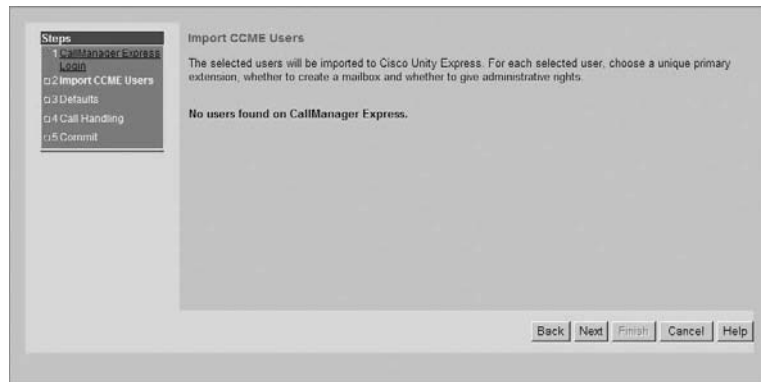 Steps
1 CallManager Express
Login
2 Import CCME Users
3 Defaults
4 Call Handling
5 Commit
Import CCME Users
The selected users will be imported to Cisco Unity Express. For each selected user, choose a unique primary
extension, whether to create a mailbox and whether to give administrative rights.
No users found on CallManager Express.
Back Next Finish Cancel Help